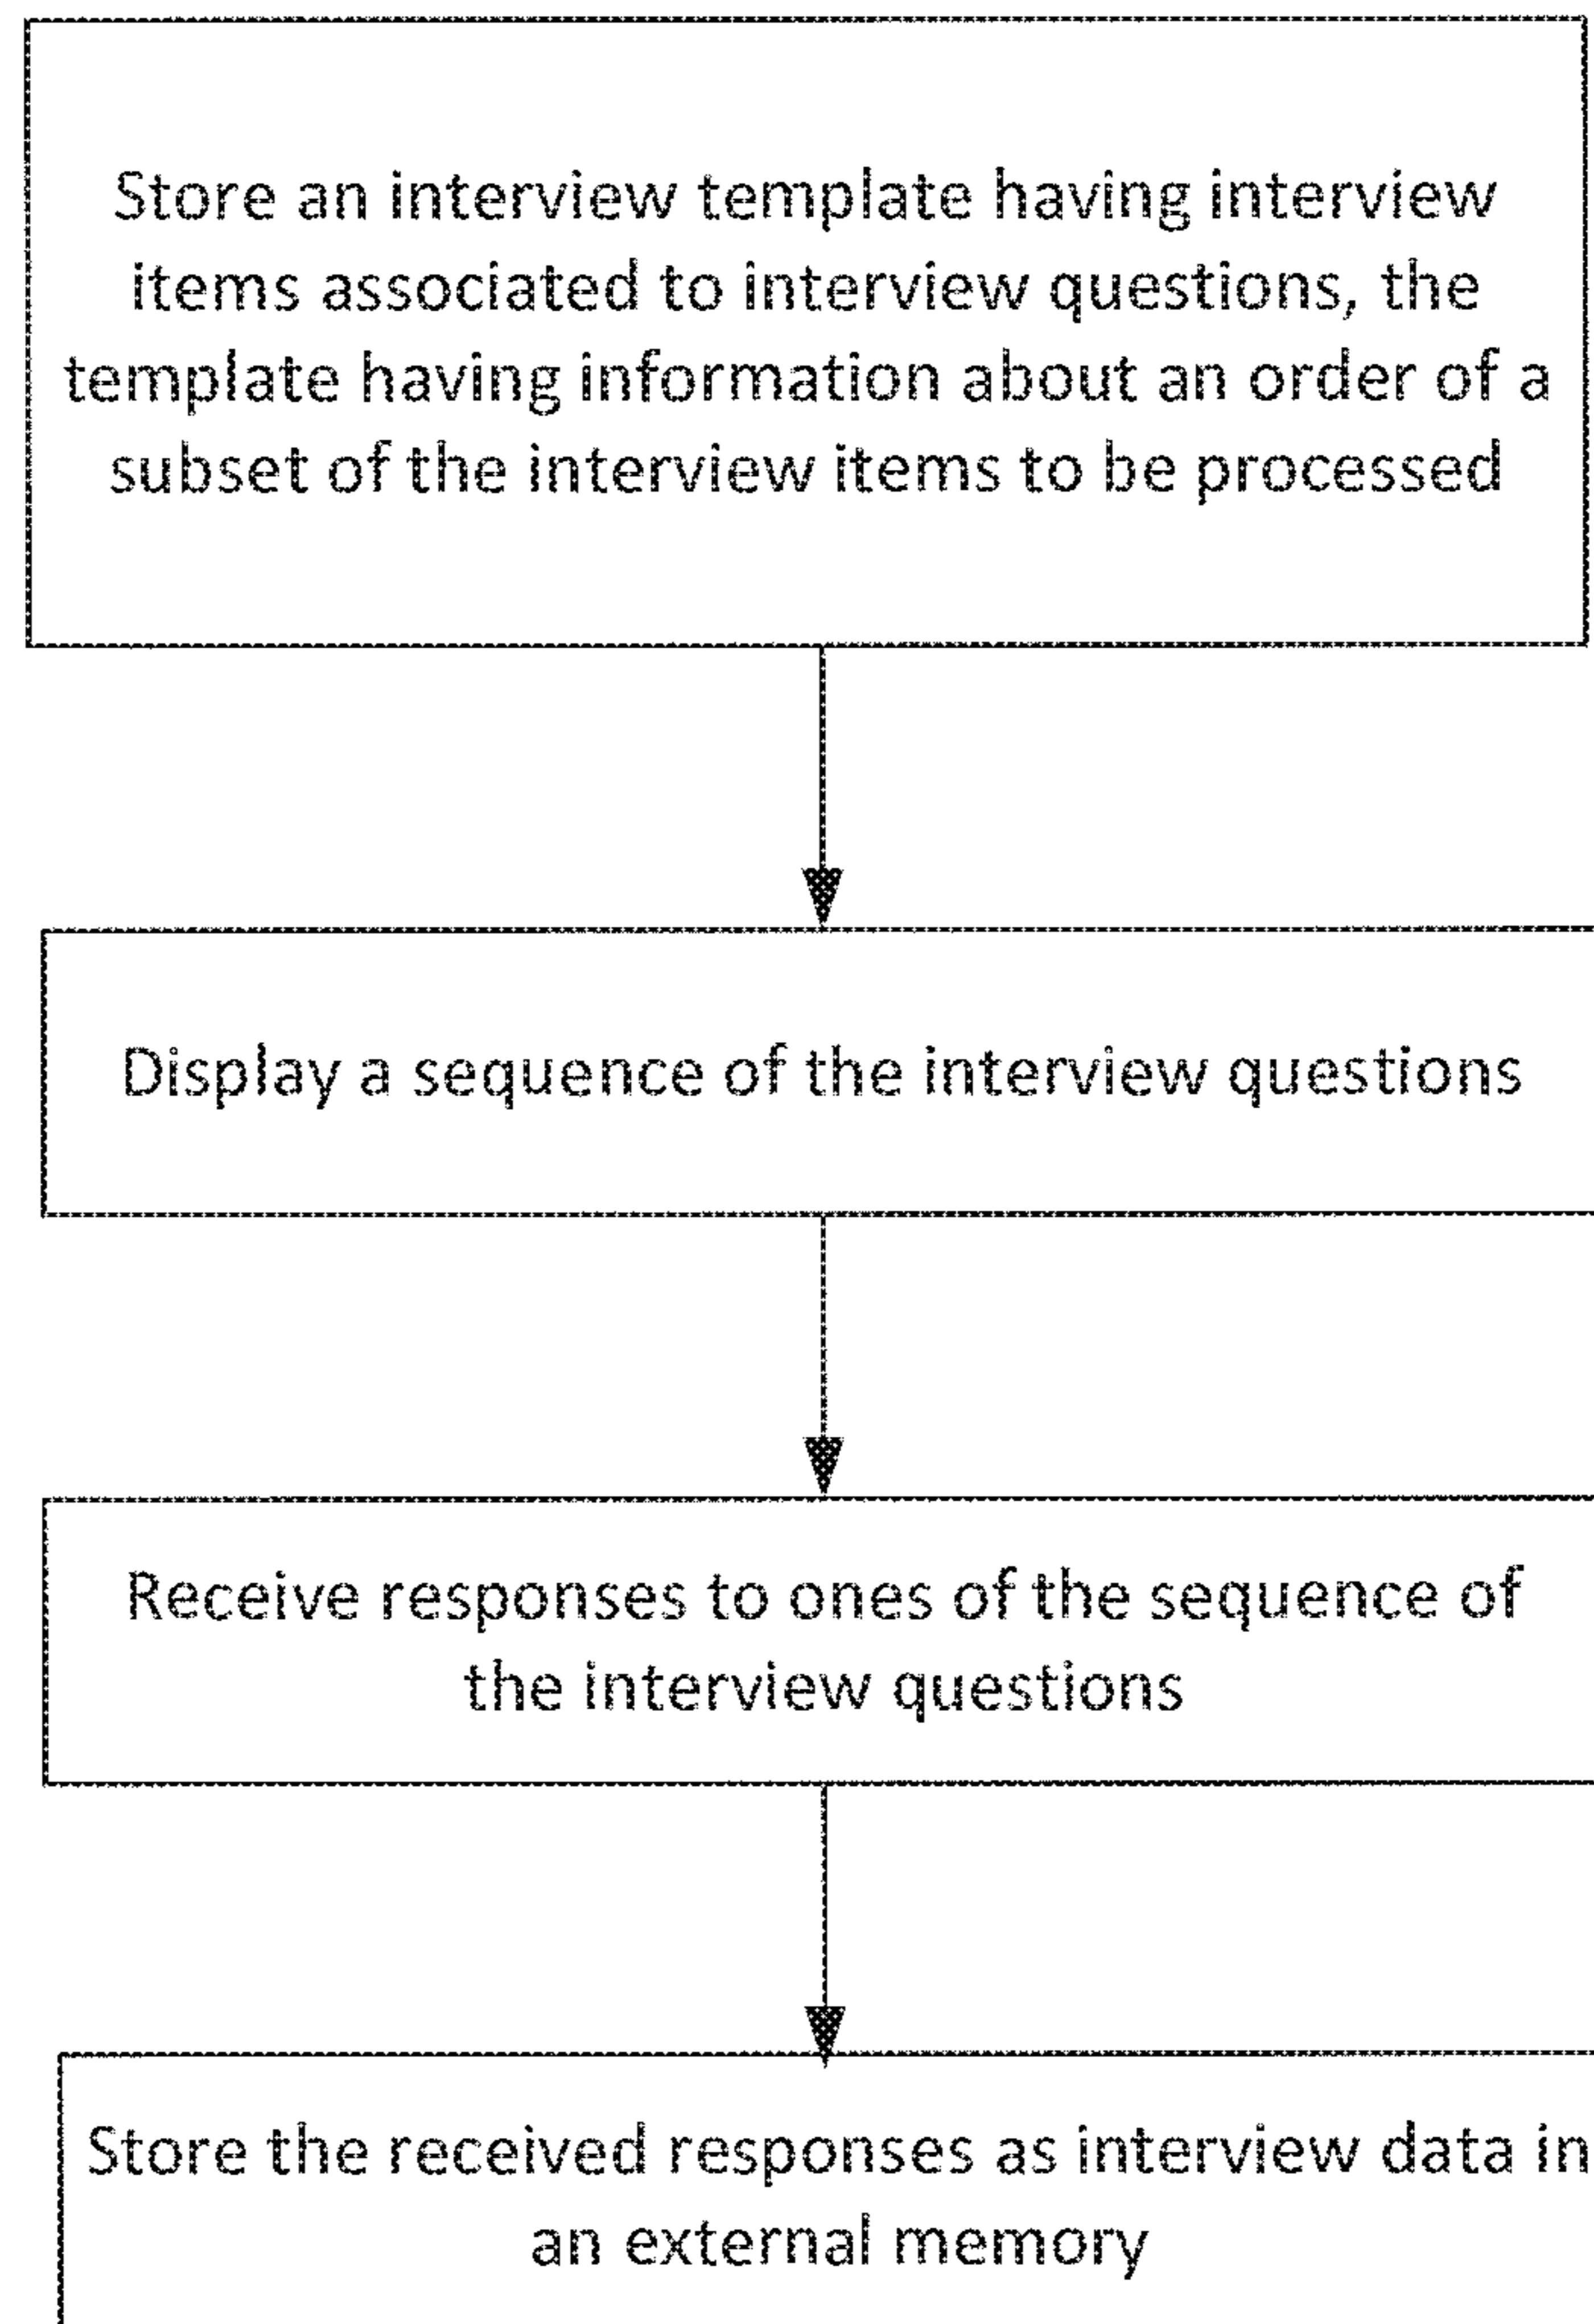 Store an interview template having interview
items associated to interview questions, the
template having information about an order of a
subset of the interview items to be processed
Display a sequence of the interview questions
Receive responses to ones of the sequence of
the interview questions
Store the received responses as interview data in
an external memory